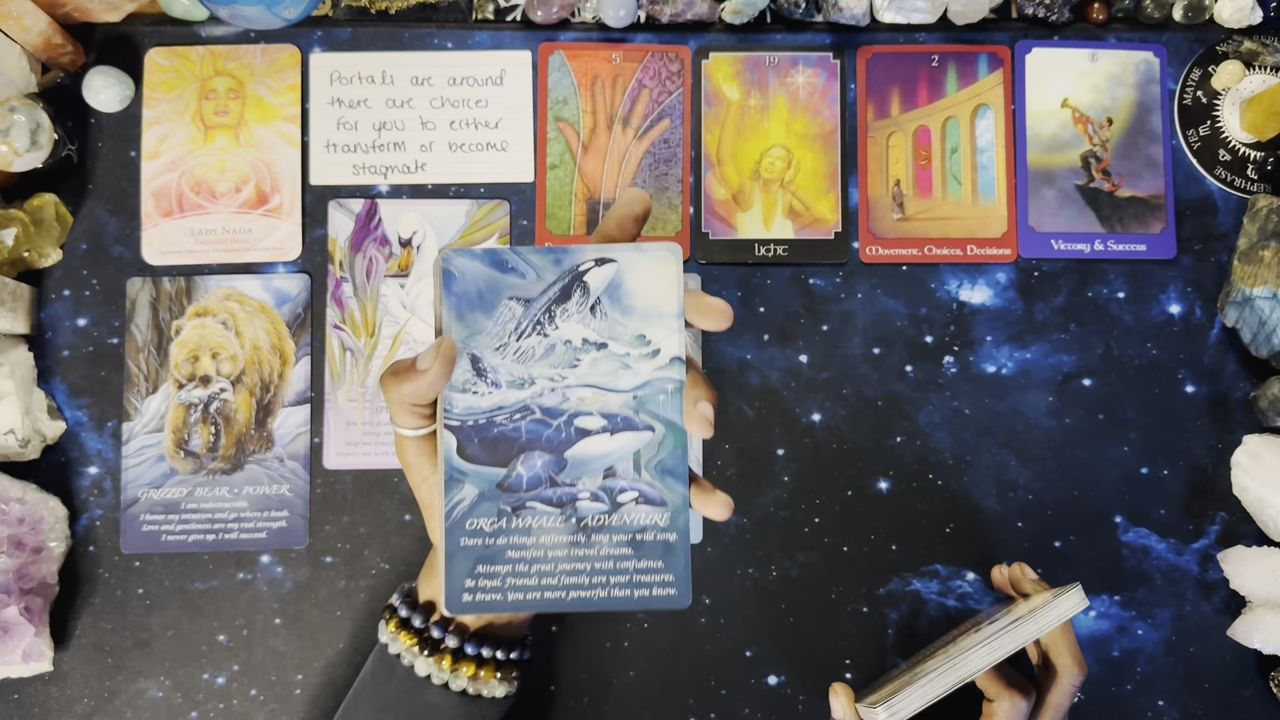 LADY NADA
Portals are around
there are choices
for you to either
transform or become
stagnate
5
19
LIGHT
2
Movement, Choices, Decisions
6
Victory & Success
MAYBE
YES
REPHRASE
GRIZZLY BEAR • POWER
I am indestructible.
I honor my intuition and go where it leads.
Love and gentleness are my real strength.
I never give up. I will succeed.
ORCA WHALE • ADVENTURE
Dare to do things differently. Sing your wild song.
Manifest your travel dreams.
Attempt the great journey with confidence.
Be loyal. Friends and family are your treasures.
Be brave. You are more powerful than you know.